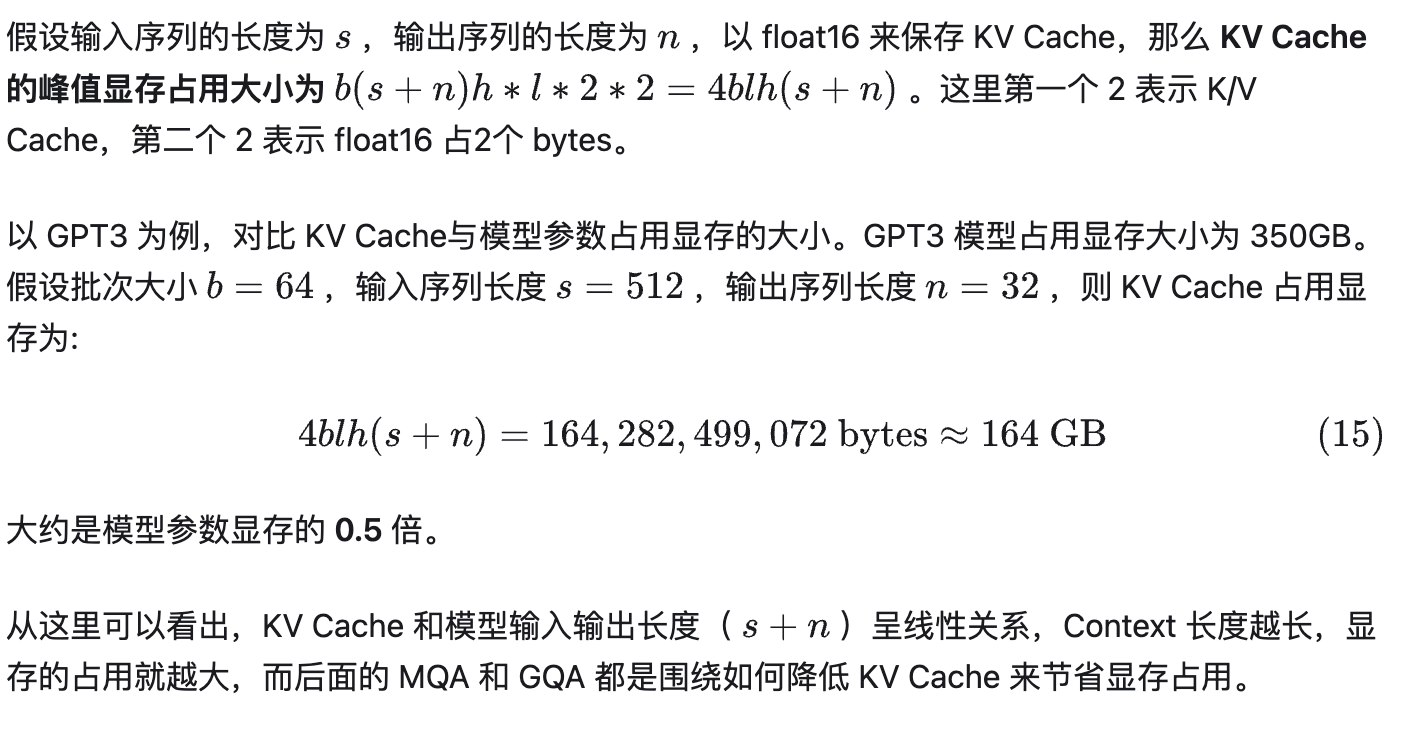 假设输入序列的长度为 s ，输出序列的长度为 n ，以 float16 来保存 KV Cache，那么 KV Cache
的峰值显存占用大小为 b(s + n)h ∗ l ∗ 2 ∗ 2 = 4blh(s + n) 。这里第一个 2 表示 K/V
Cache，第二个 2 表示 float16 占2个 bytes。
以 GPT3 为例，对比 KV Cache与模型参数占用显存的大小。GPT3 模型占用显存大小为 350GB。
假设批次大小 b = 64 ，输入序列长度 s = 512 ，输出序列长度 n = 32 ，则 KV Cache 占用显
存为:
4blh(s + n) = 164, 282, 499, 072 bytes ≈ 164 GB (15)
大约是模型参数显存的 0.5 倍。
从这里可以看出，KV Cache 和模型输入输出长度（ s + n ）呈线性关系，Context 长度越长，显
存的占用就越大，而后面的 MQA 和 GQA 都是围绕如何降低 KV Cache 来节省显存占用。